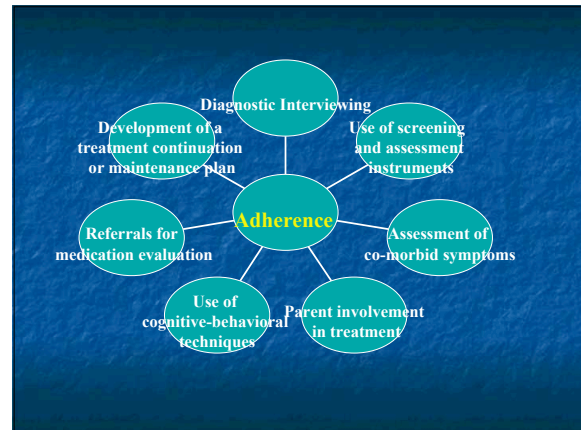 Diagnostic Interviewing
Development of a
treatment continuation
or maintenance plan
Use of screening
and assessment
instruments
Adherence
Referrals for
medication evaluation
Assessment of
co-morbid symptoms
Use of
cognitive-behavioral
techniques
Parent involvement
in treatment